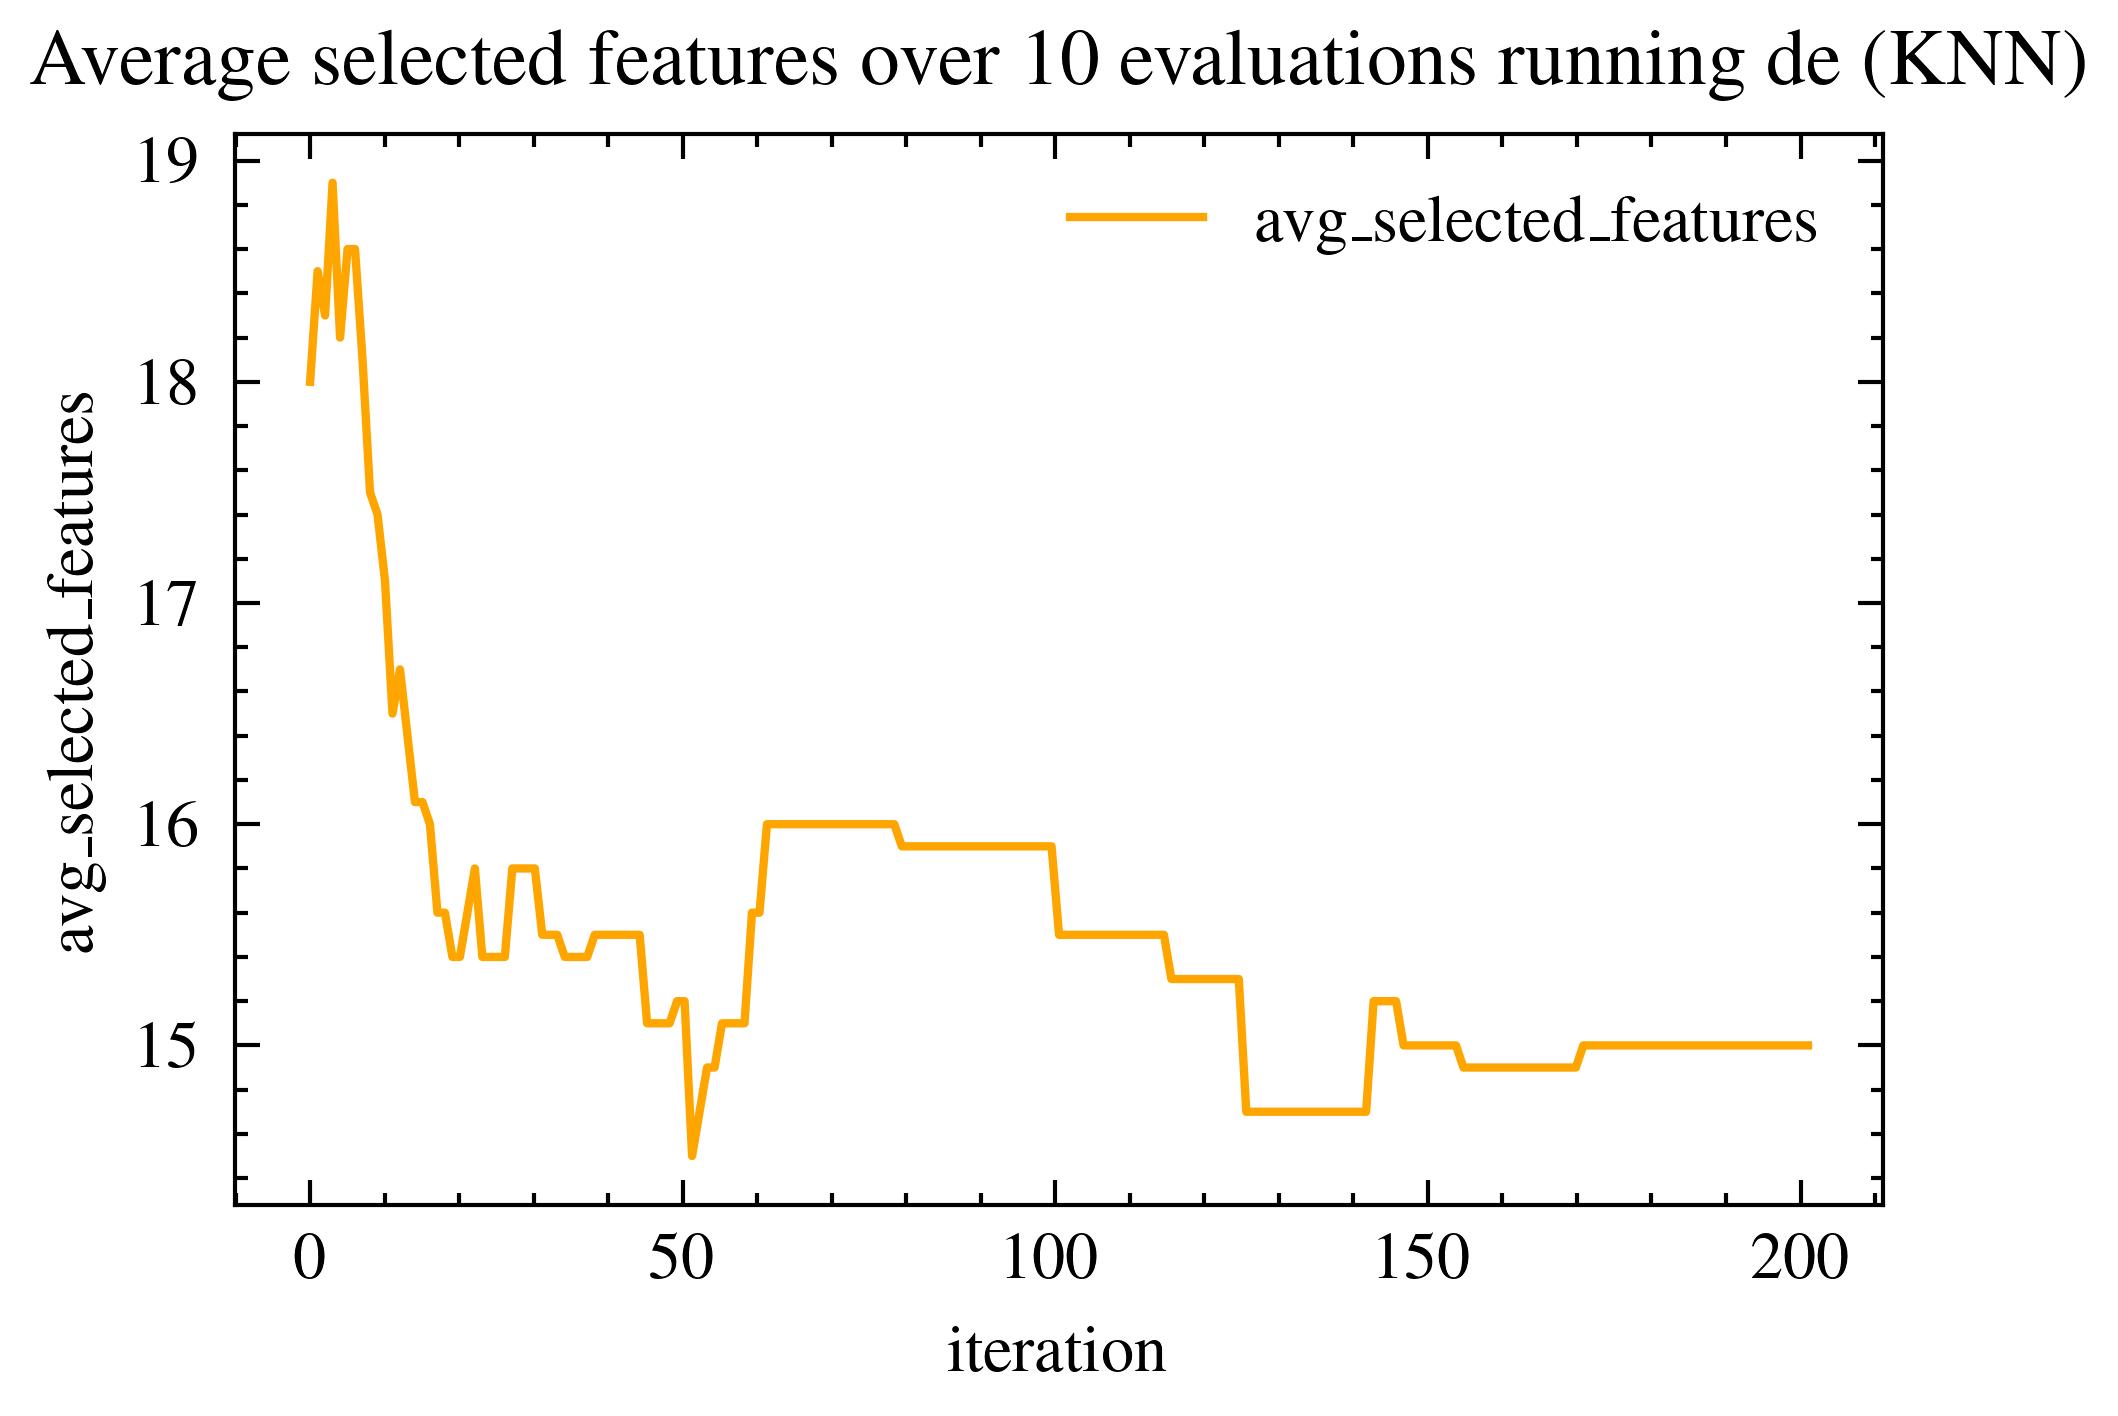 Average selected features over 10 evaluations running de (KNN)
avg_selected_features
19
18
17
16
15
avg_selected_features
0 50 100 150 200
iteration